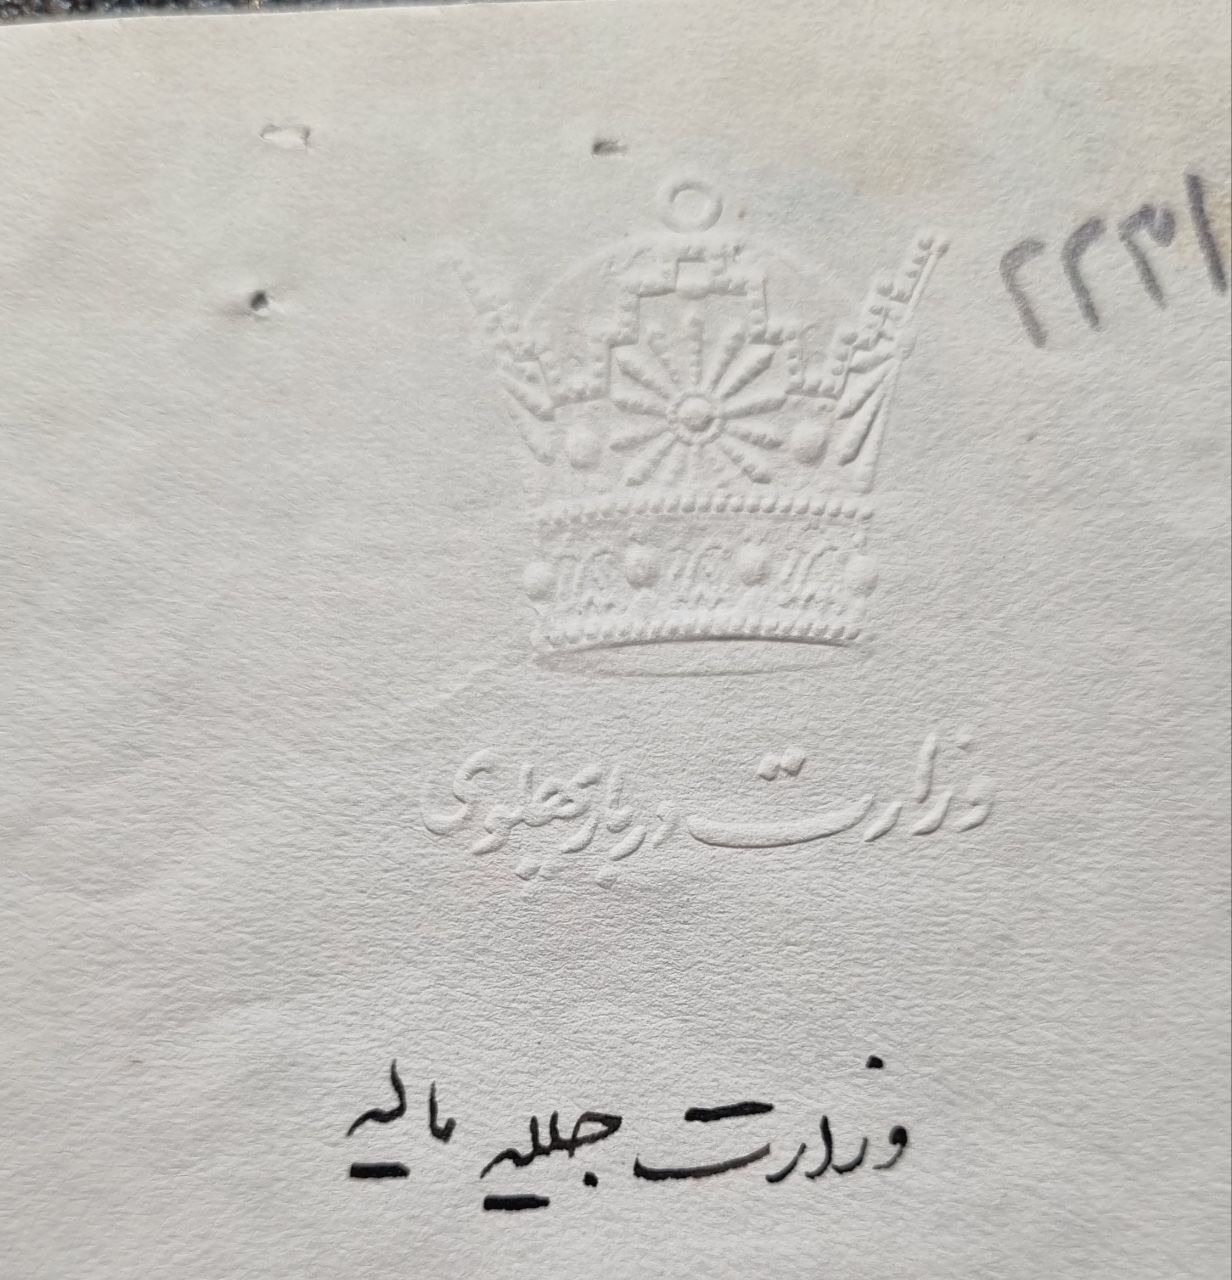 ۲۲۳۱
وزارت دربار پهلوی
وزارت جلیله مالیه